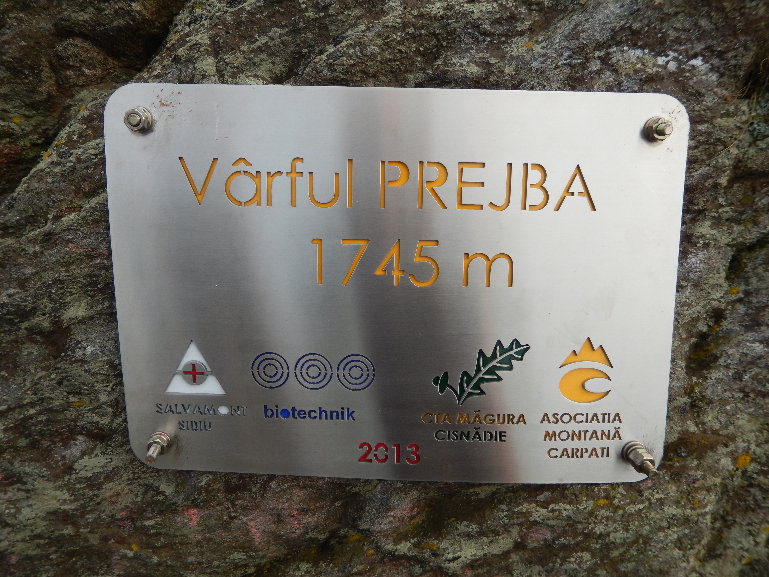 Vârful PREJBA
1745 m
SALVAMONT
SIBIU
biotechnik
CTA MĂGURA
CISNĂDIE
ASOCIATIA
MONTANĂ
CARPATI
2013